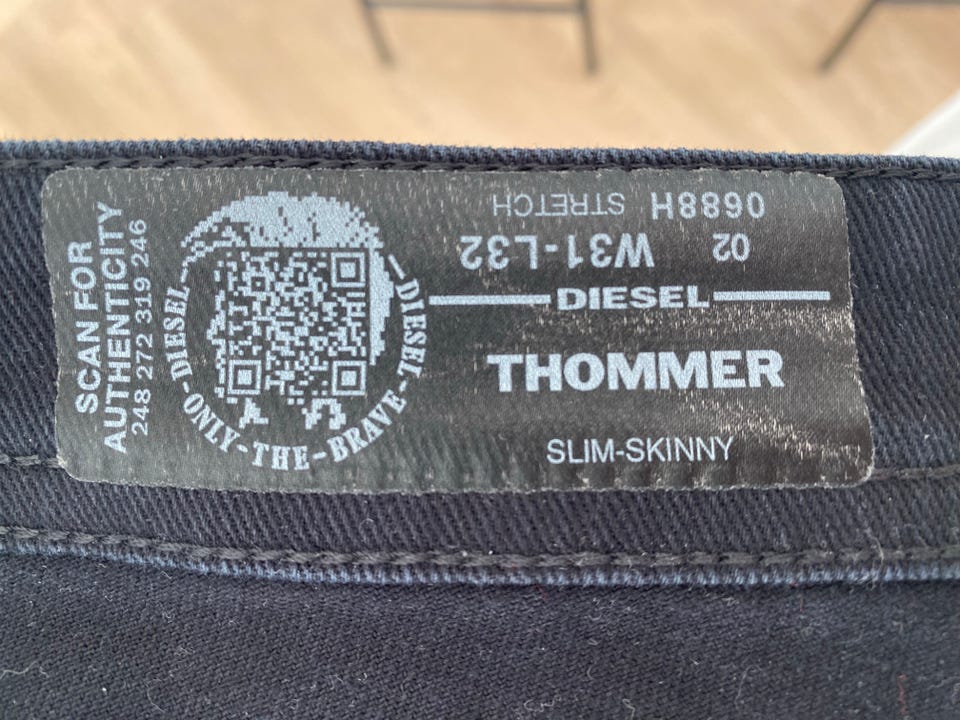 SCAN FOR
AUTHENTICITY
248 272 319 246
DIESEL-ONLY-THE-BRAVE-DIESEL
0688H STRETCH
02 W31-L32
DIESEL
THOMMER
SLIM-SKINNY